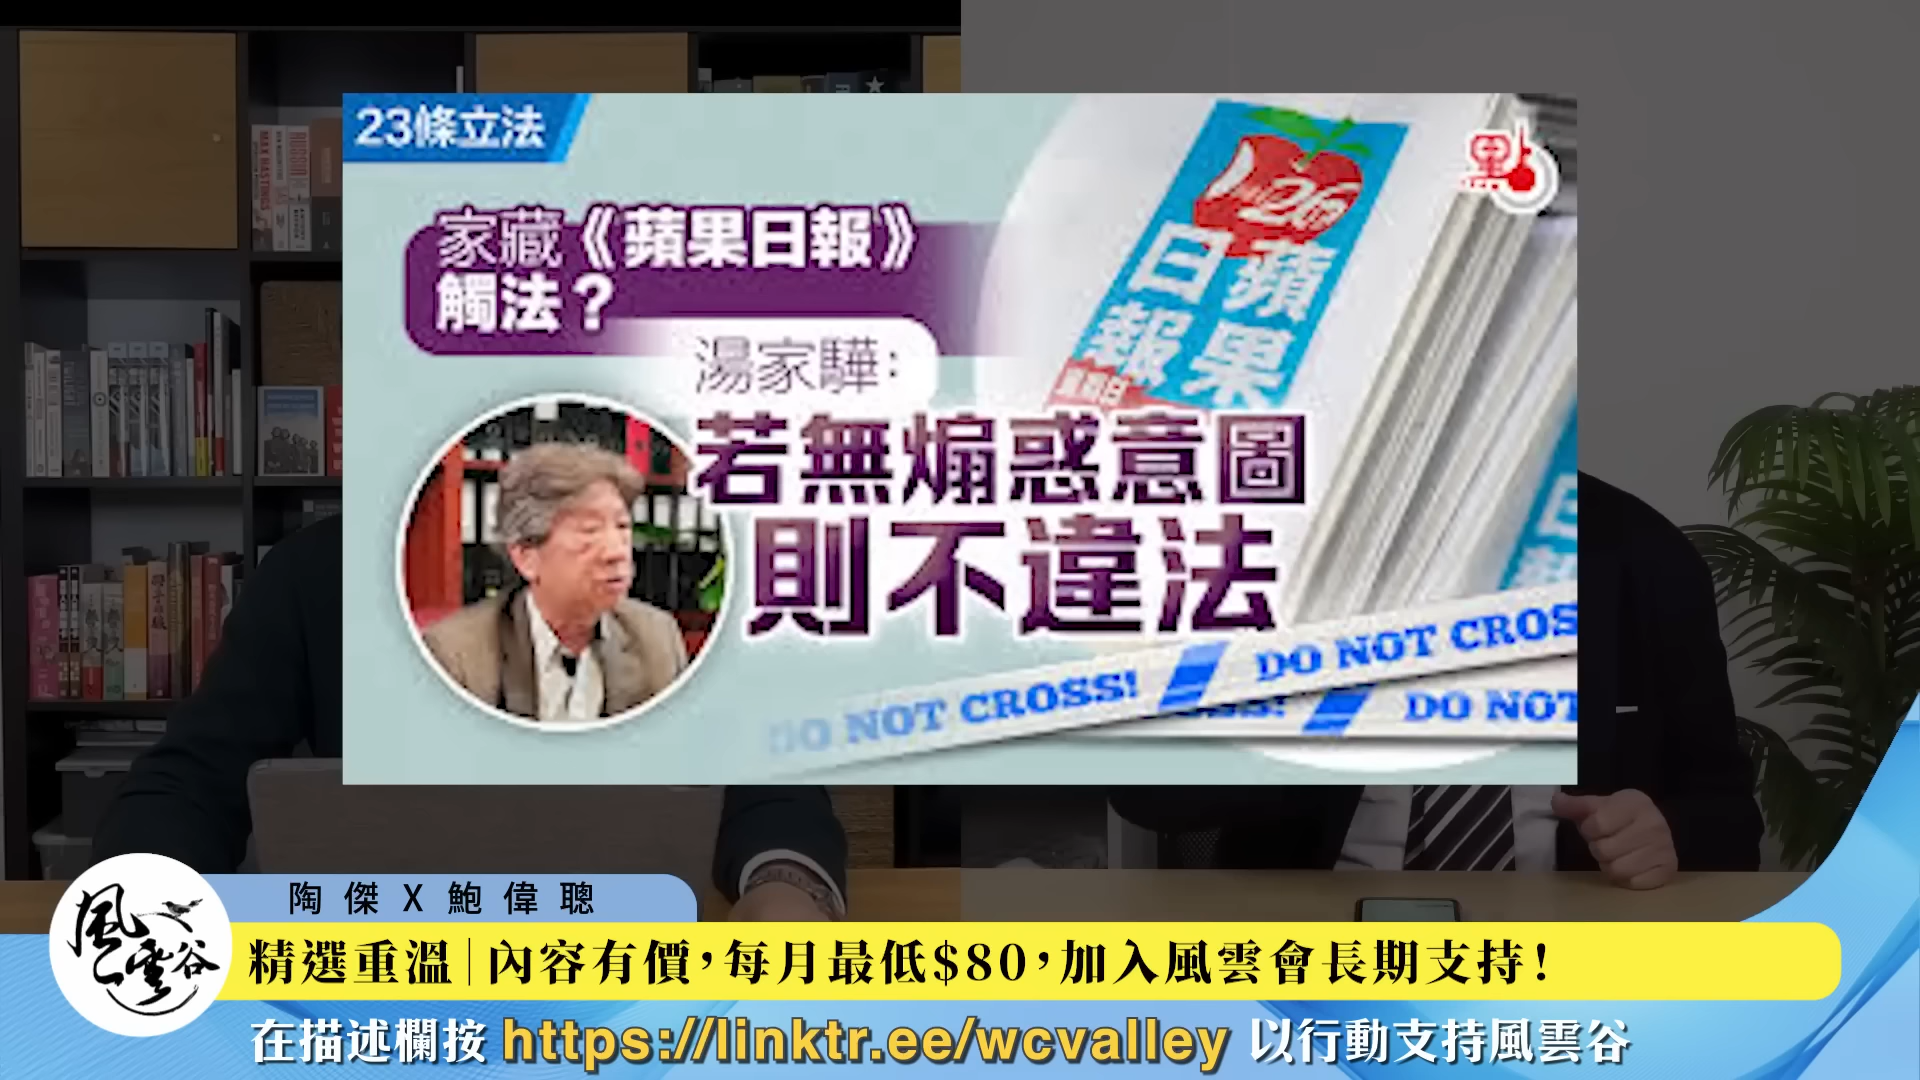 23條立法
家藏《蘋果日報》
觸法?
湯家驊:
若無煽惑意圖
則不違法
點
26
蘋果
日報
DO NOT CROSS!
DO NOT CROS
DO NOT
風雲谷
陶傑 X 鮑偉聰
精選重溫|內容有價,每月最低$80,加入風雲會長期支持!
在描述欄按 https://linktr.ee/wcvalley 以行動支持風雲谷